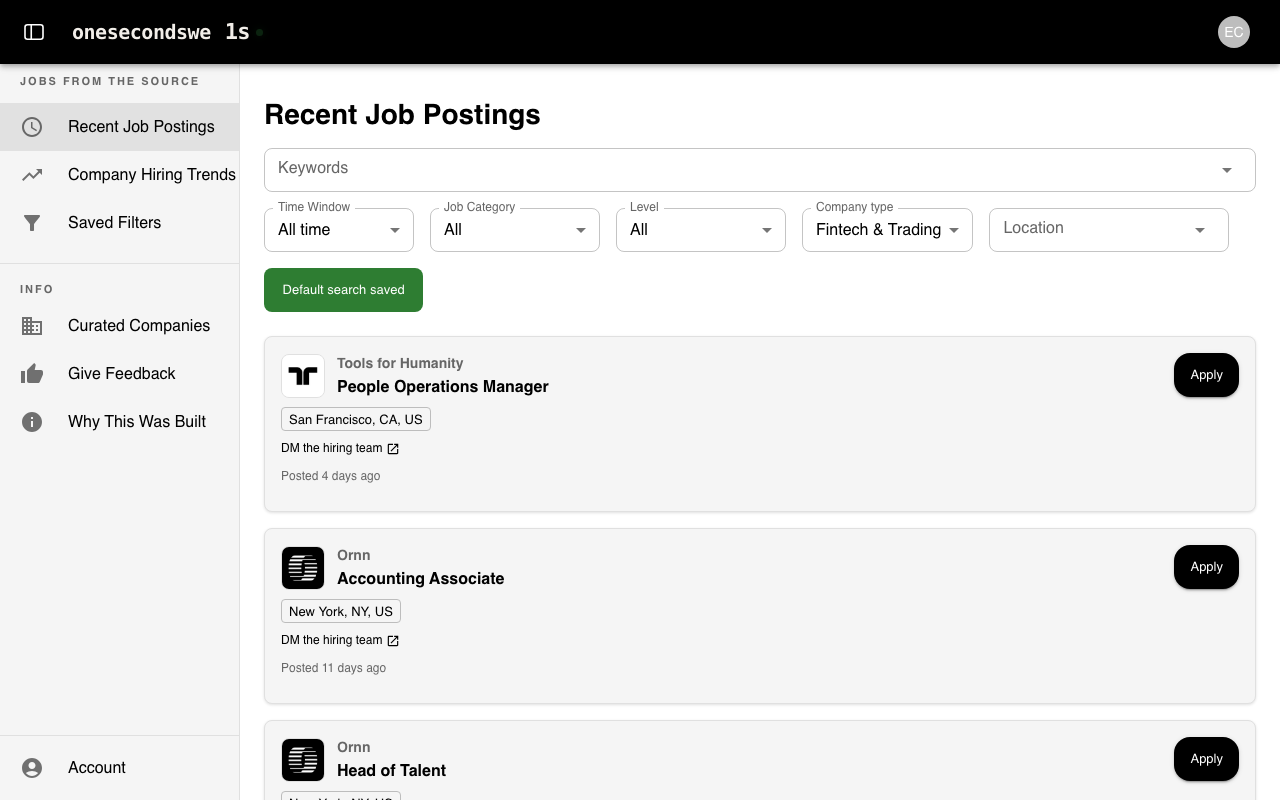 onesecondswe 1s
EC
JOBS FROM THE SOURCE
Recent Job Postings
Company Hiring Trends
Saved Filters
INFO
Curated Companies
Give Feedback
Why This Was Built
Account
Recent Job Postings
Keywords
Time Window
All time
Job Category
All
Level
All
Company type
Fintech & Trading
Location
Default search saved
Tools for Humanity
People Operations Manager
Apply
San Francisco, CA, US
DM the hiring team
Posted 4 days ago
Ornn
Accounting Associate
Apply
New York, NY, US
DM the hiring team
Posted 11 days ago
Ornn
Head of Talent
Apply
New York, NY, US